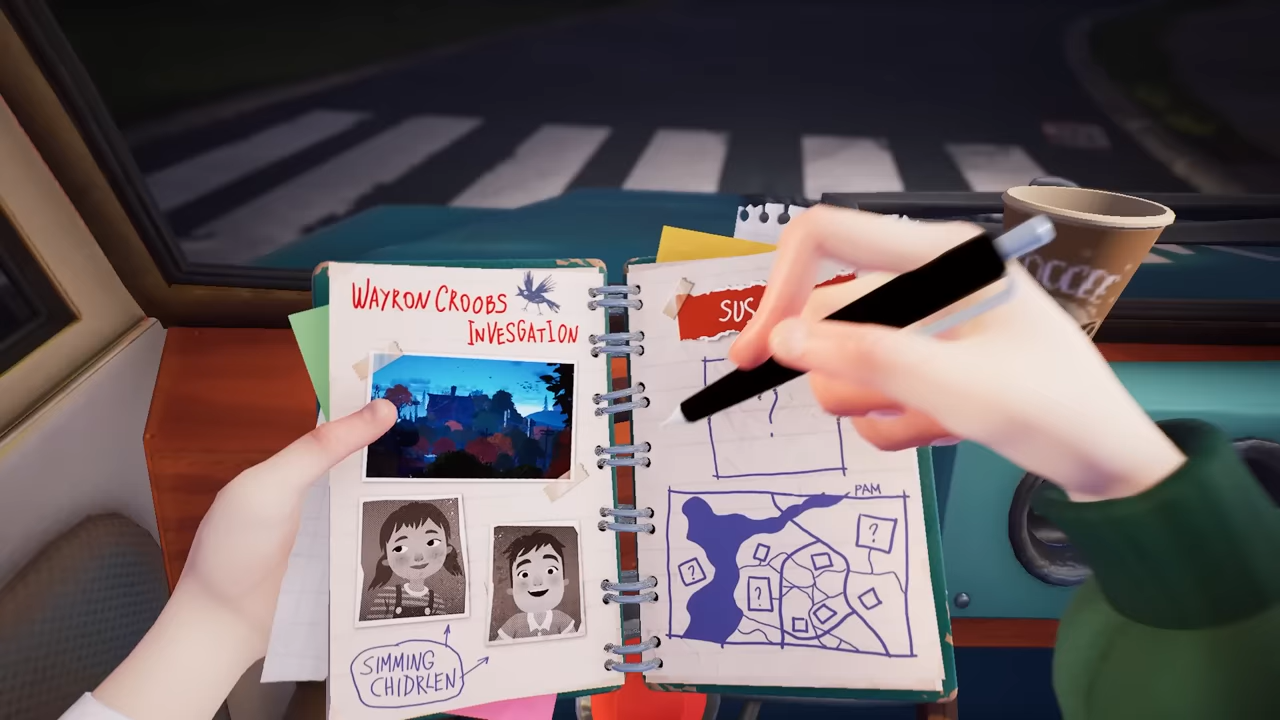 WAYRON CROOBS
INVESGATION
SIMMING
CHIDRLEN
SUS
?
PAM
?
?
?